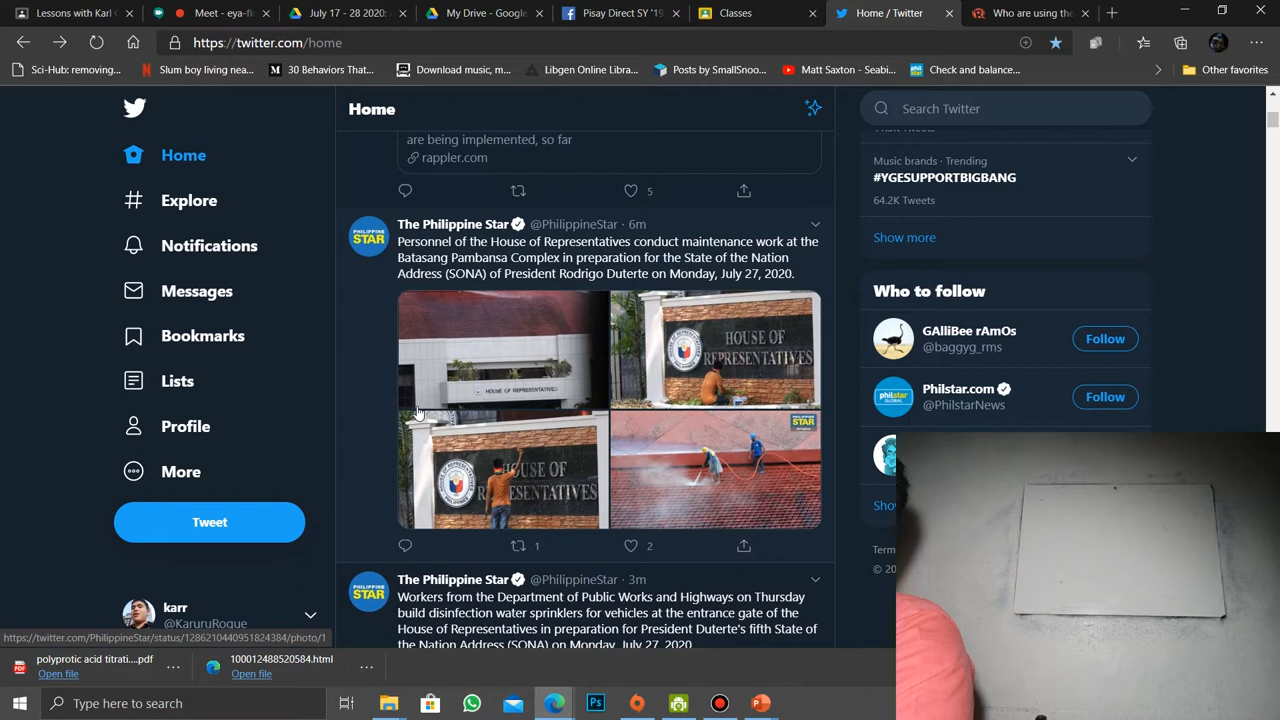 Lessons with Karl C
Meet - eya-fk
July 17 - 28 2020:
My Drive - Google
Pisay Direct SY '19
Classes
Home / Twitter
Who are using the
https://twitter.com/home
Sci-Hub: removing...
Slum boy living nea...
30 Behaviors That...
Download music, m...
Libgen Online Libra...
Posts by SmallSnoo...
Matt Saxton - Seabi...
Check and balance...
Other favorites
Home
Explore
Notifications
Messages
Bookmarks
Lists
Profile
More
Tweet
karr
@KaruruRoque
Home
are being implemented, so far
rappler.com
5
The Philippine Star @PhilippineStar · 6m
Personnel of the House of Representatives conduct maintenance work at the
Batasang Pambansa Complex in preparation for the State of the Nation
Address (SONA) of President Rodrigo Duterte on Monday, July 27, 2020.
HOUSE OF REPRESENTATIVES
HOUSE OF
REPRESENTATIVES
HOUSE OF
PHILIPPINE
STAR
1
2
PHILIPPINE
STAR
The Philippine Star @PhilippineStar · 3m
Workers from the Department of Public Works and Highways on Thursday
build disinfection water sprinklers for vehicles at the entrance gate of the
House of Representatives in preparation for President Duterte's fifth State of
the Nation Address (SONA) on Monday, July 27, 2020
PHILIPPINE
STAR
Search Twitter
Music brands · Trending
#YGESUPPORTBIGBANG
64.2K Tweets
Show more
Who to follow
GAlliBee rAmOs
@baggyg_rms
Follow
philstar
GLOBAL
Philstar.com
@PhilstarNews
Follow
Terms
https://twitter.com/PhilippineStar/status/1286210440951824384/photo/1
polyprotic acid titrati....pdf
Open file
100012488520584.html
Open file
Type here to search